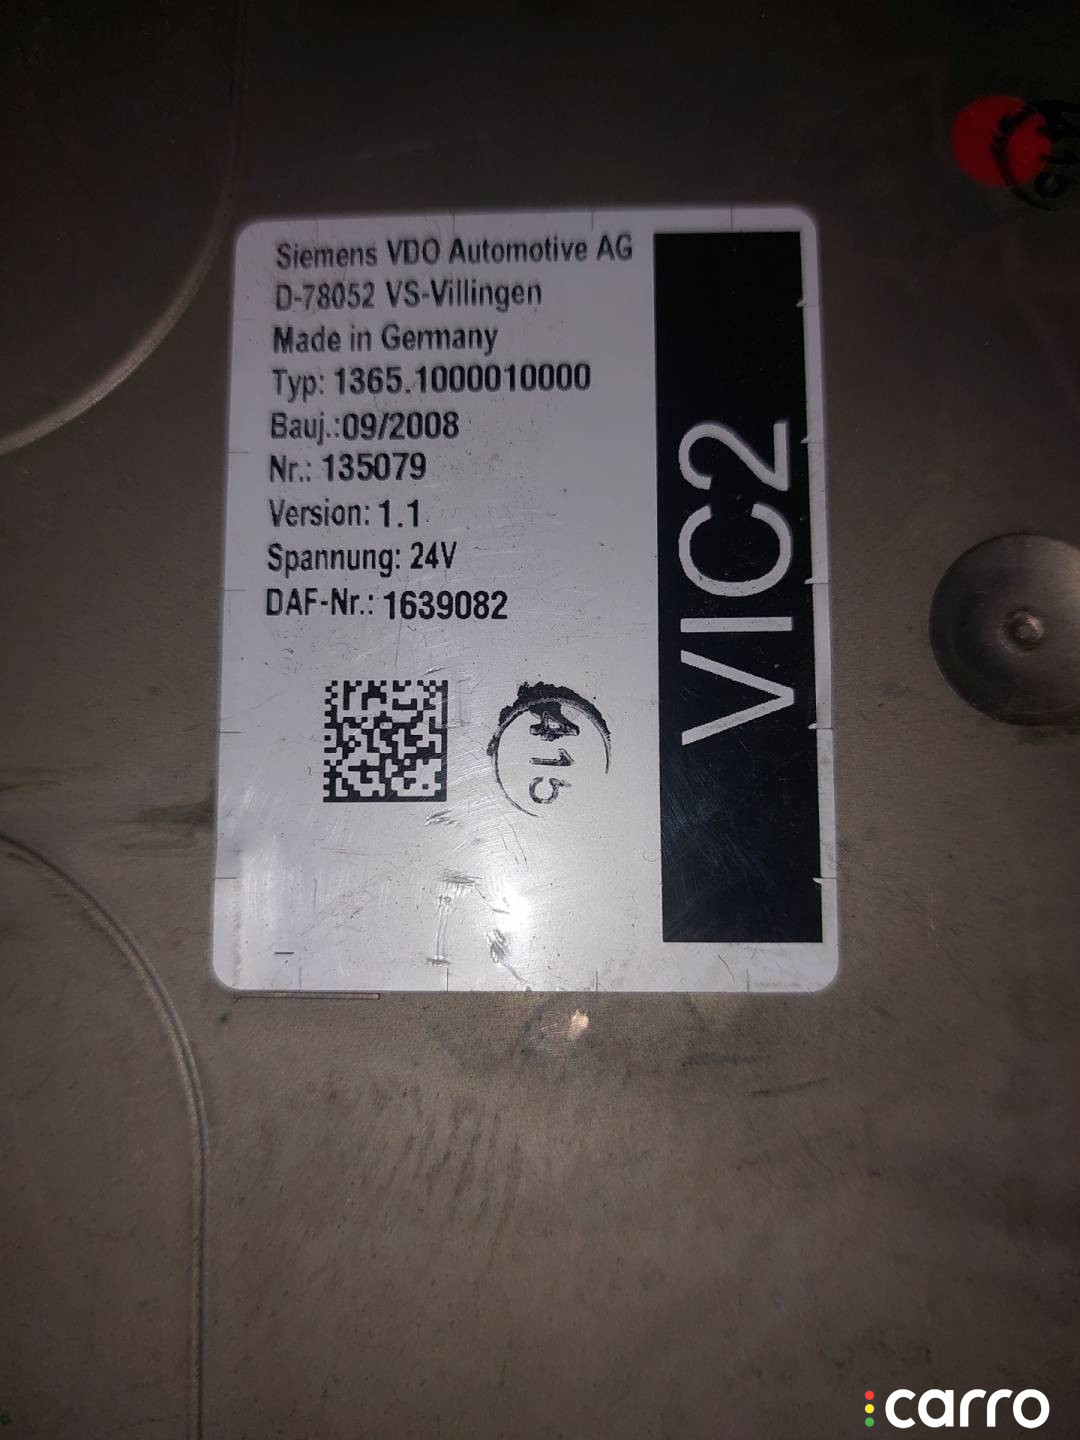 Siemens VDO Automotive AG
D-78052 VS-Villingen
Made in Germany
Typ: 1365.1000010000
Bauj.:09/2008
Nr.: 135079
Version: 1.1
Spannung: 24V
DAF-Nr.: 1639082
VIC2
415
carro